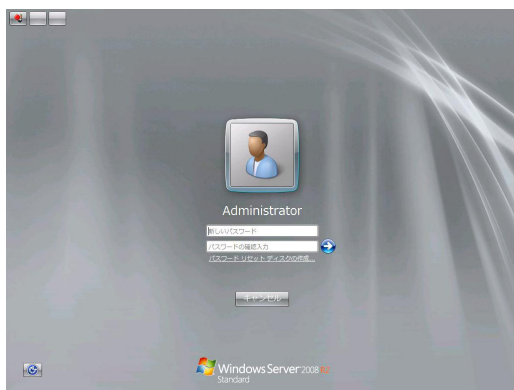 Administrator
新しいパスワード
パスワードの確認入力
パスワード リセット ディスクの作成...
キャンセル
Windows Server 2008 R2
Standard